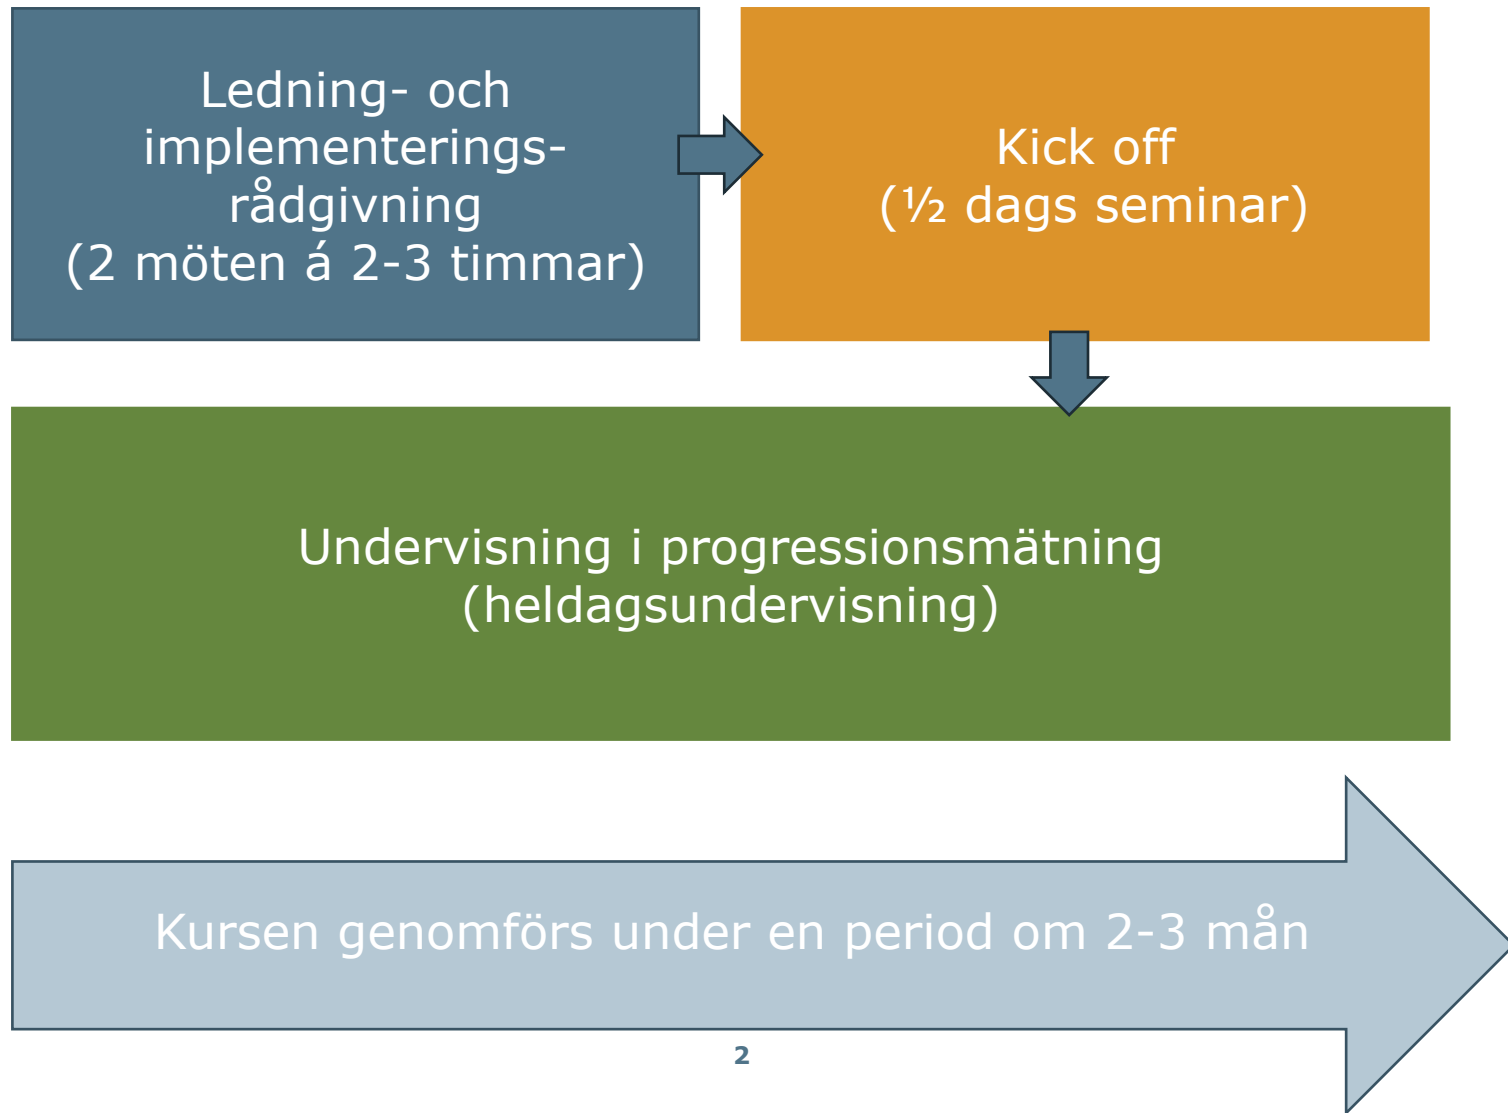 Ledning- och
implementerings-
rådgivning
(2 möten á 2-3 timmar)
Kick off
(½ dags seminar)
Undervisning i progressionsmätning
(heldagsundervisning)
Kursen genomförs under en period om 2-3 mån
2